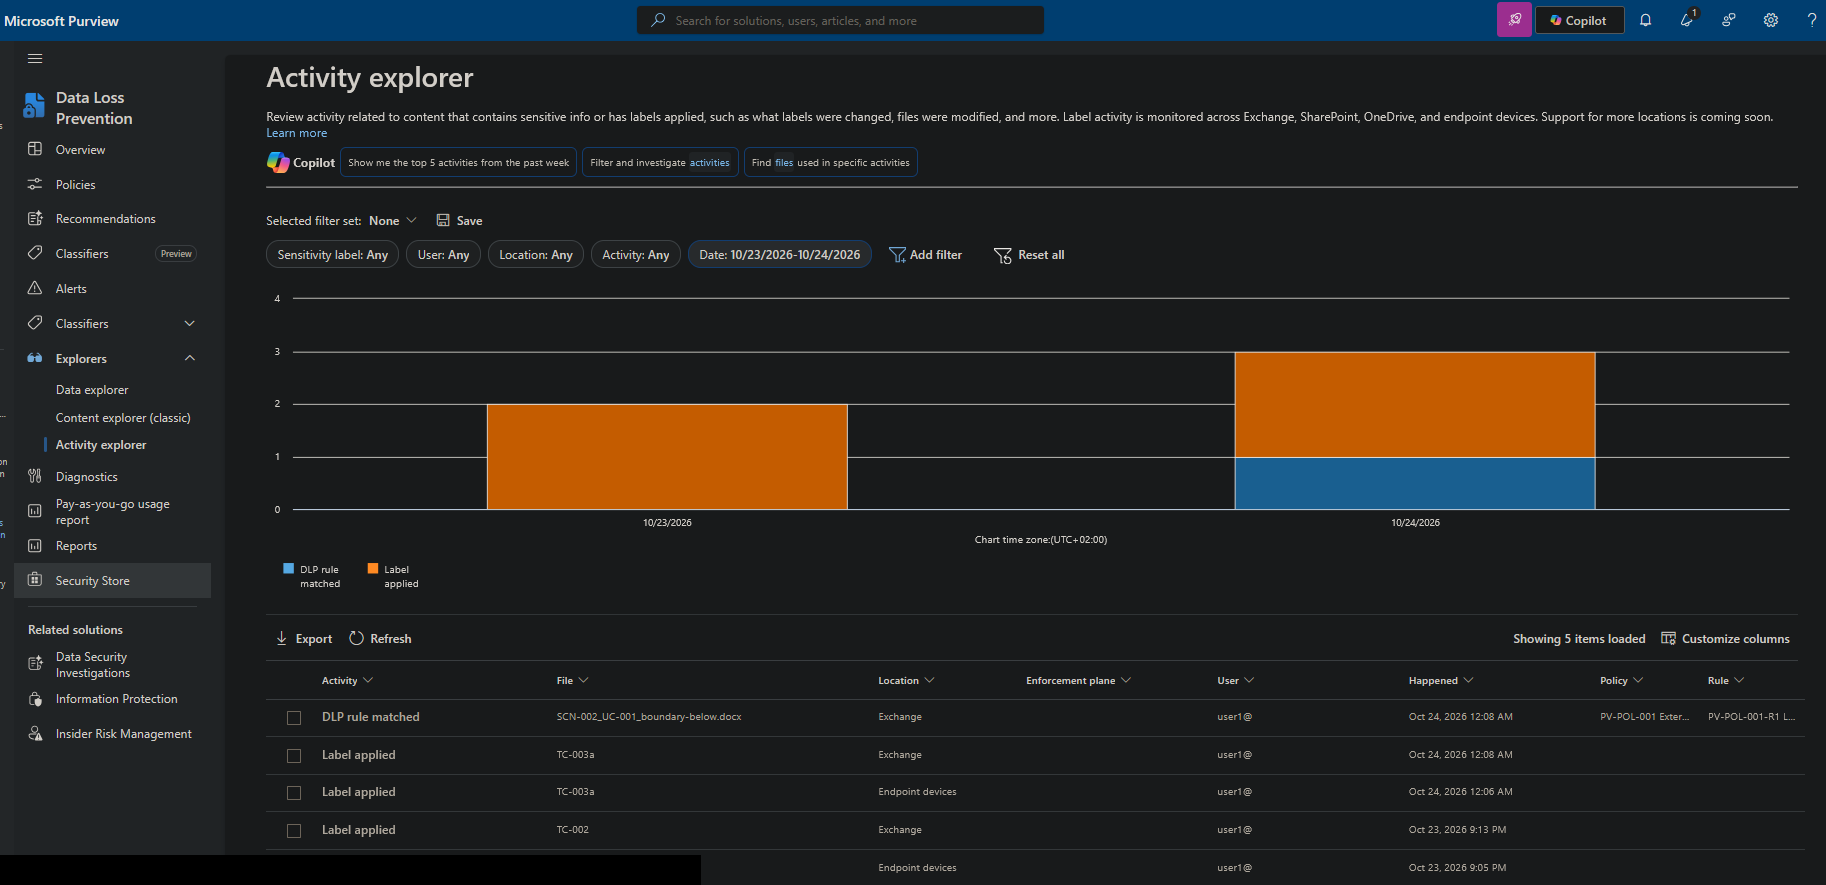 Microsoft Purview
Search for solutions, users, articles, and more
Copilot
1
?
Data Loss
Prevention
Overview
Policies
Recommendations
Classifiers
Preview
Alerts
Classifiers
Explorers
Data explorer
Content explorer (classic)
Activity explorer
Diagnostics
Pay-as-you-go usage
report
Reports
Security Store
Related solutions
Data Security
Investigations
Information Protection
Insider Risk Management
Activity explorer
Review activity related to content that contains sensitive info or has labels applied, such as what labels were changed, files were modified, and more. Label activity is monitored across Exchange, SharePoint, OneDrive, and endpoint devices. Support for more locations is coming soon.
Learn more
Copilot
Show me the top 5 activities from the past week
Filter and investigate activities
Find files used in specific activities
Selected filter set: None
Save
Sensitivity label: Any
User: Any
Location: Any
Activity: Any
Date: 10/23/2026-10/24/2026
Add filter
Reset all
4
3
2
1
0
10/23/2026
10/24/2026
Chart time zone:(UTC+02:00)
DLP rule
matched
Label
applied
Export
Refresh
Showing 5 items loaded
Customize columns
Activity File Location Enforcement plane User Happened Policy Rule
DLP rule matched SCN-002_UC-001_boundary-below.docx Exchange user1@ Oct 24, 2026 12:08 AM PV-POL-001 Exter... PV-POL-001-R1 L...
Label applied TC-003a Exchange user1@ Oct 24, 2026 12:08 AM
Label applied TC-003a Endpoint devices user1@ Oct 24, 2026 12:06 AM
Label applied TC-002 Exchange user1@ Oct 23, 2026 9:13 PM
Endpoint devices user1@ Oct 23, 2026 9:05 PM